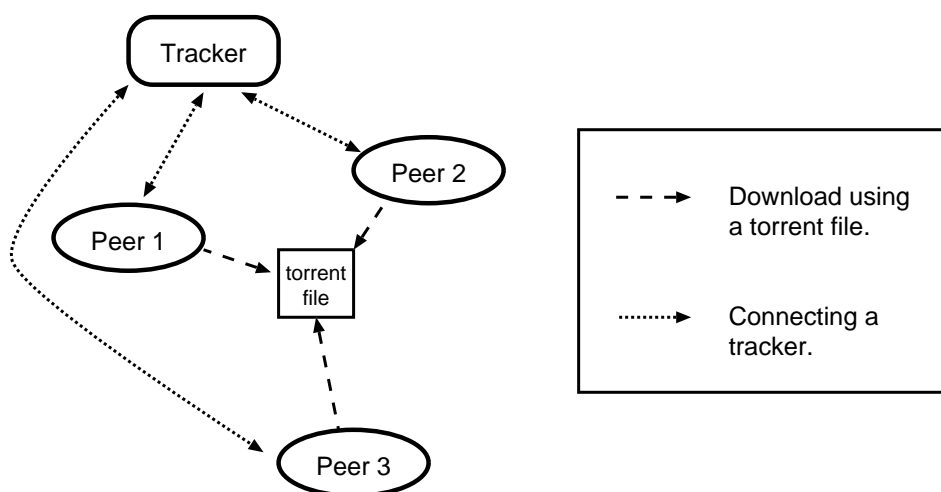 Tracker
Peer 2
Peer 1
torrent
file
Peer 3
Download using
a torrent file.
Connecting a
tracker.